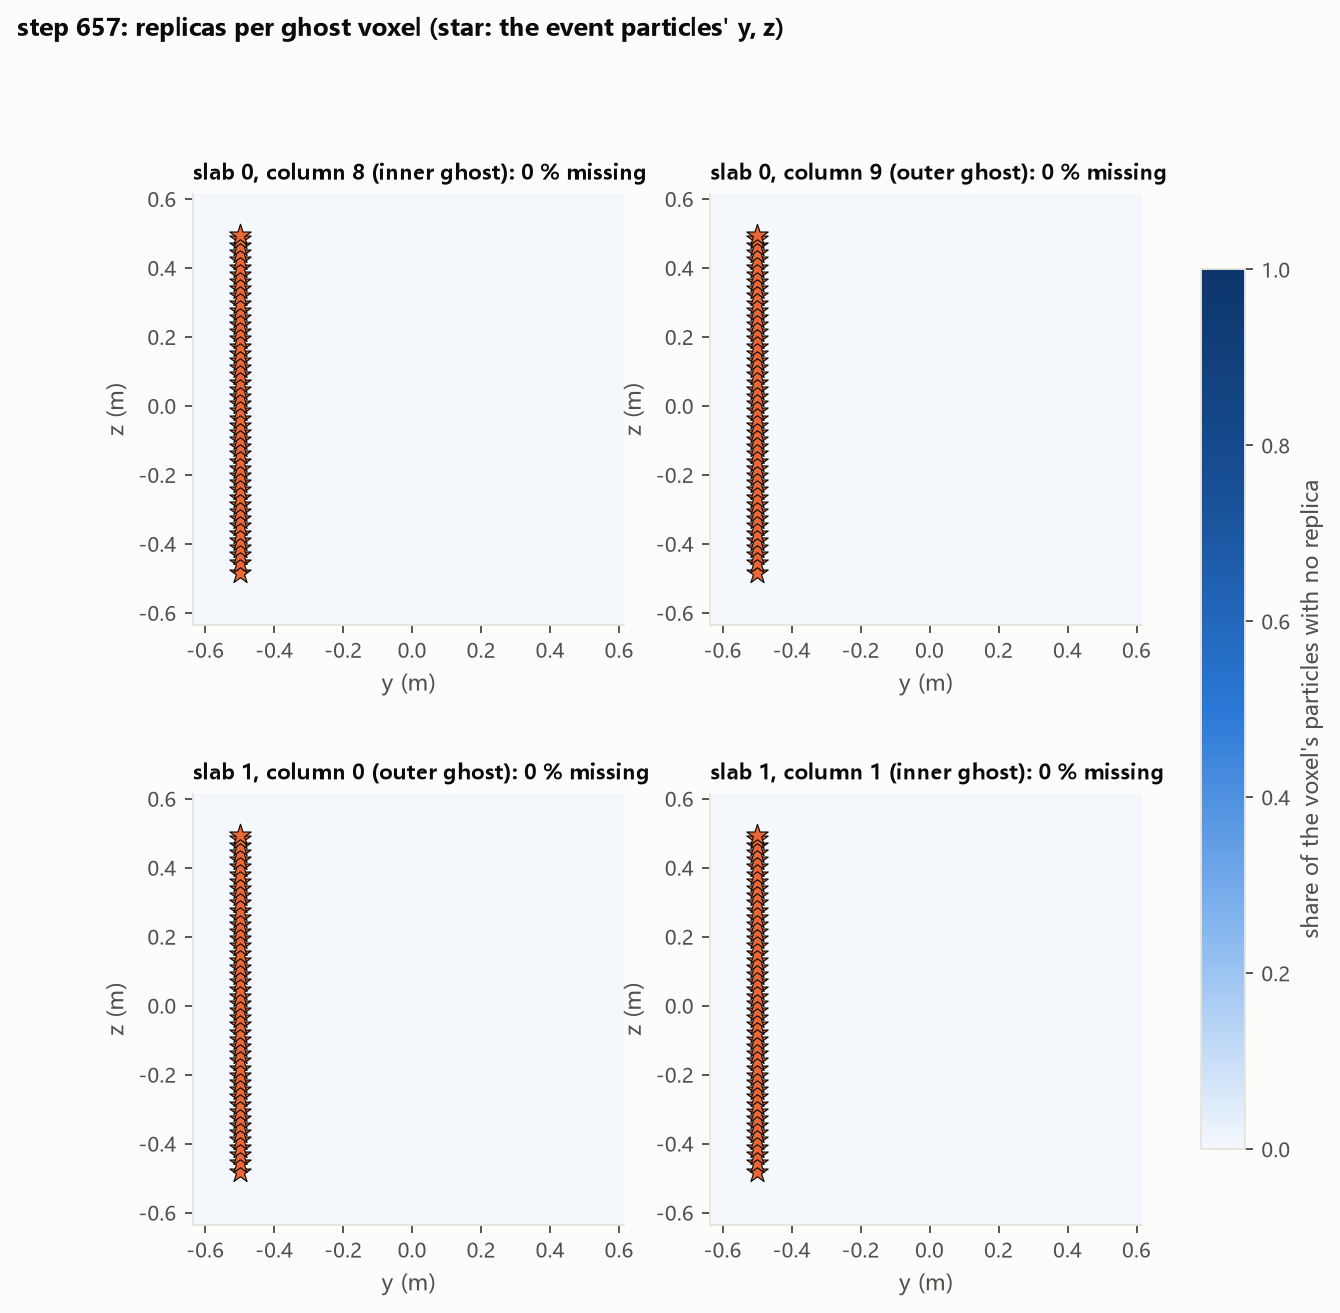 step 657: replicas per ghost voxel (star: the event particles' y, z)
slab 0, column 8 (inner ghost): 0 % missing
0.6
0.4
0.2
0.0
-0.2
-0.4
-0.6
z (m)
-0.6 -0.4 -0.2 0.0 0.2 0.4 0.6
y (m)
slab 0, column 9 (outer ghost): 0 % missing
0.6
0.4
0.2
0.0
-0.2
-0.4
-0.6
z (m)
-0.6 -0.4 -0.2 0.0 0.2 0.4 0.6
y (m)
slab 1, column 0 (outer ghost): 0 % missing
0.6
0.4
0.2
0.0
-0.2
-0.4
-0.6
z (m)
-0.6 -0.4 -0.2 0.0 0.2 0.4 0.6
y (m)
slab 1, column 1 (inner ghost): 0 % missing
0.6
0.4
0.2
0.0
-0.2
-0.4
-0.6
z (m)
-0.6 -0.4 -0.2 0.0 0.2 0.4 0.6
y (m)
1.0
0.8
0.6
0.4
0.2
0.0
share of the voxel's particles with no replica